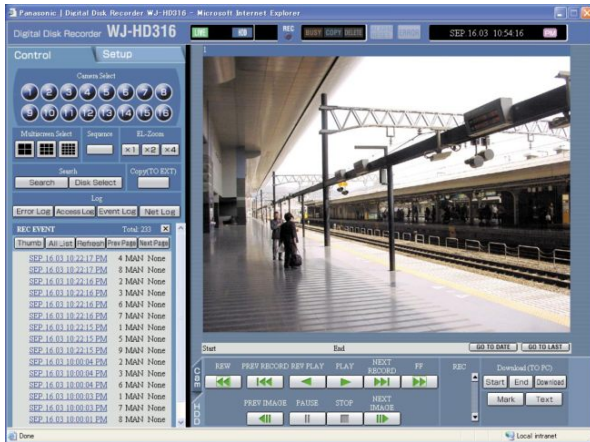 Panasonic | Digital Disk Recorder WJ-HD316 - Microsoft Internet Explorer
Digital Disk Recorder WJ-HD316
LIVE HDD REC BUSY COPY DELETE ERROR SEP.16.03 10:54:16 PM
Control Setup
1
Camera Select
1 2 3 4 5 6 7 8
9 10 11 12 13 14 15 16
Multiscreen Select Sequence EL-Zoom
×1 ×2 ×4
Search Copy(TO EXT)
Search Disk Select
Log
Error Log Access Log Event Log Net Log
REC EVENT Total: 233
Thumb All List Refresh Prev Page Next Page
SEP.16.03 10:22:17 PM 4 MAN None
SEP.16.03 10:22:17 PM 8 MAN None
SEP.16.03 10:22:16 PM 2 MAN None
SEP.16.03 10:22:16 PM 3 MAN None
SEP.16.03 10:22:16 PM 6 MAN None
SEP.16.03 10:22:16 PM 7 MAN None
SEP.16.03 10:22:15 PM 1 MAN None
SEP.16.03 10:22:15 PM 5 MAN None
SEP.16.03 10:22:15 PM 9 MAN None
SEP.16.03 10:00:04 PM 2 MAN None
SEP.16.03 10:00:04 PM 3 MAN None
SEP.16.03 10:00:04 PM 6 MAN None
SEP.16.03 10:00:03 PM 1 MAN None
SEP.16.03 10:00:03 PM 7 MAN None
SEP.16.03 10:00:01 PM 8 MAN None
Start End GO TO DATE GO TO LAST
Cam
HDD
REW PREV RECORD REV PLAY PLAY NEXT RECORD FF
PREV IMAGE PAUSE STOP NEXT IMAGE
REC Download (TO PC)
Start End Download
Mark Text
Done Local intranet